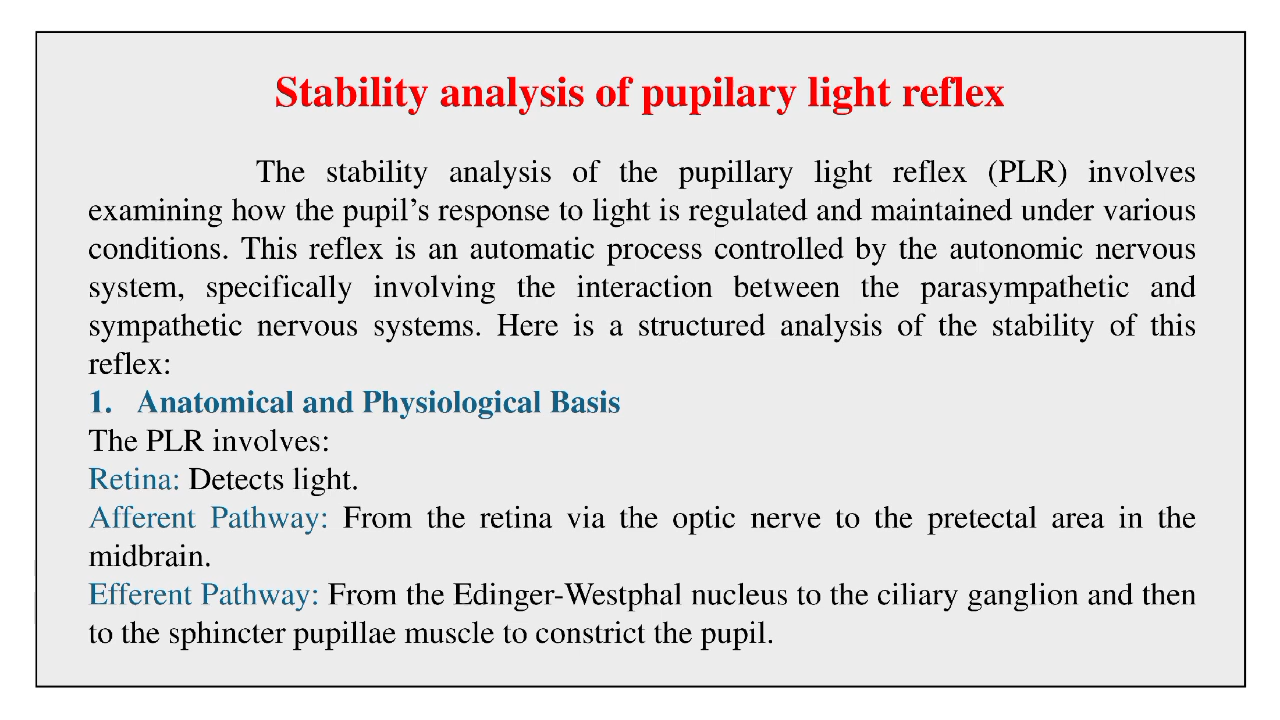 Stability analysis of pupilary light reflex
The stability analysis of the pupillary light reflex (PLR) involves
examining how the pupil’s response to light is regulated and maintained under various
conditions. This reflex is an automatic process controlled by the autonomic nervous
system, specifically involving the interaction between the parasympathetic and
sympathetic nervous systems. Here is a structured analysis of the stability of this
reflex:
1. Anatomical and Physiological Basis
The PLR involves:
Retina: Detects light.
Afferent Pathway: From the retina via the optic nerve to the pretectal area in the
midbrain.
Efferent Pathway: From the Edinger-Westphal nucleus to the ciliary ganglion and then
to the sphincter pupillae muscle to constrict the pupil.